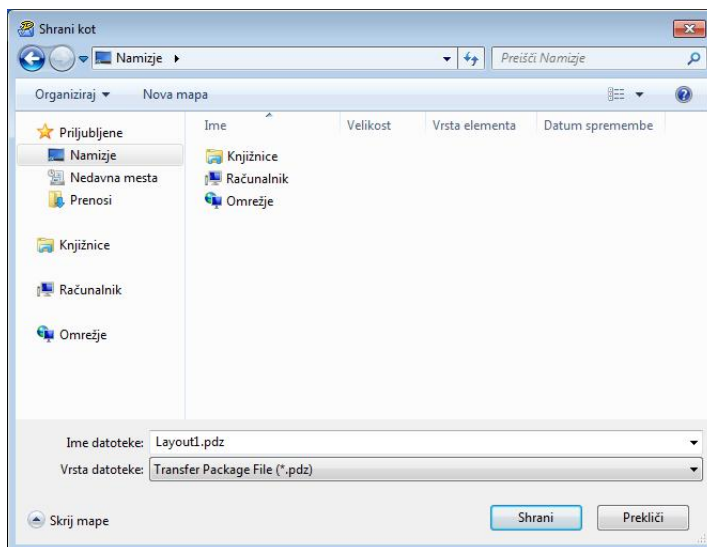 Shrani kot
Namizje
Preišči Namizje
Organiziraj
Nova mapa
Priljubljene
Namizje
Nedavna mesta
Prenosi
Knjižnice
Računalnik
Omrežje
Ime Velikost Vrsta elementa Datum spremembe
Knjižnice
Računalnik
Omrežje
Ime datoteke: Layout1.pdz
Vrsta datoteke: Transfer Package File (*.pdz)
Skrij mape
Shrani
Prekliči